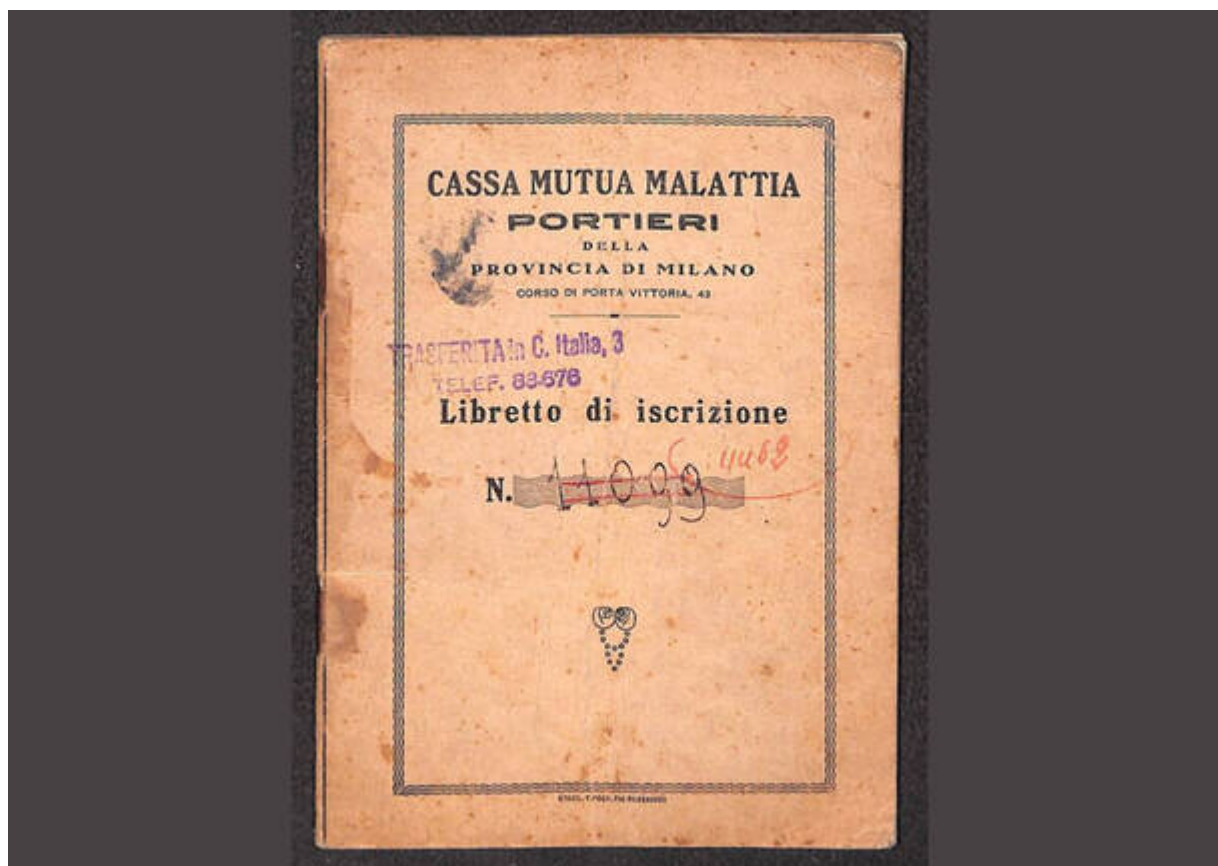 CASSA MUTUA MALATTIA
PORTIERI
DELLA
PROVINCIA DI MILANO
CORSO DI PORTA VITTORIA, 43
TRASFERITA in C. Italia, 3
TELEF. 83-676
Libretto di iscrizione
N. 11099